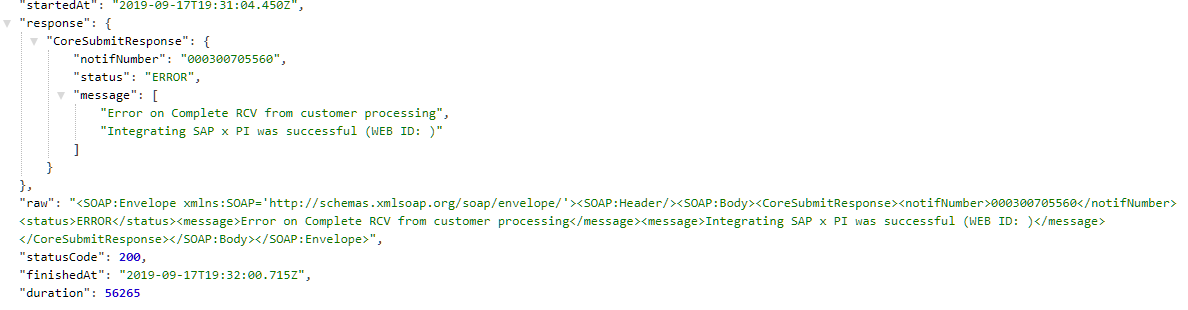 "startedAt": "2019-09-17T19:31:04.450Z",
"response": {
"CoreSubmitResponse": {
"notifNumber": "000300705560",
"status": "ERROR",
"message": [
"Error on Complete RCV from customer processing",
"Integrating SAP x PI was successful (WEB ID: )"
]
}
},
"raw": "<SOAP:Envelope xmlns:SOAP='http://schemas.xmlsoap.org/soap/envelope/'><SOAP:Header/><SOAP:Body><CoreSubmitResponse><notifNumber>000300705560</notifNumber>
<status>ERROR</status><message>Error on Complete RCV from customer processing</message><message>Integrating SAP x PI was successful (WEB ID: )</message>
</CoreSubmitResponse></SOAP:Body></SOAP:Envelope>",
"statusCode": 200,
"finishedAt": "2019-09-17T19:32:00.715Z",
"duration": 56265